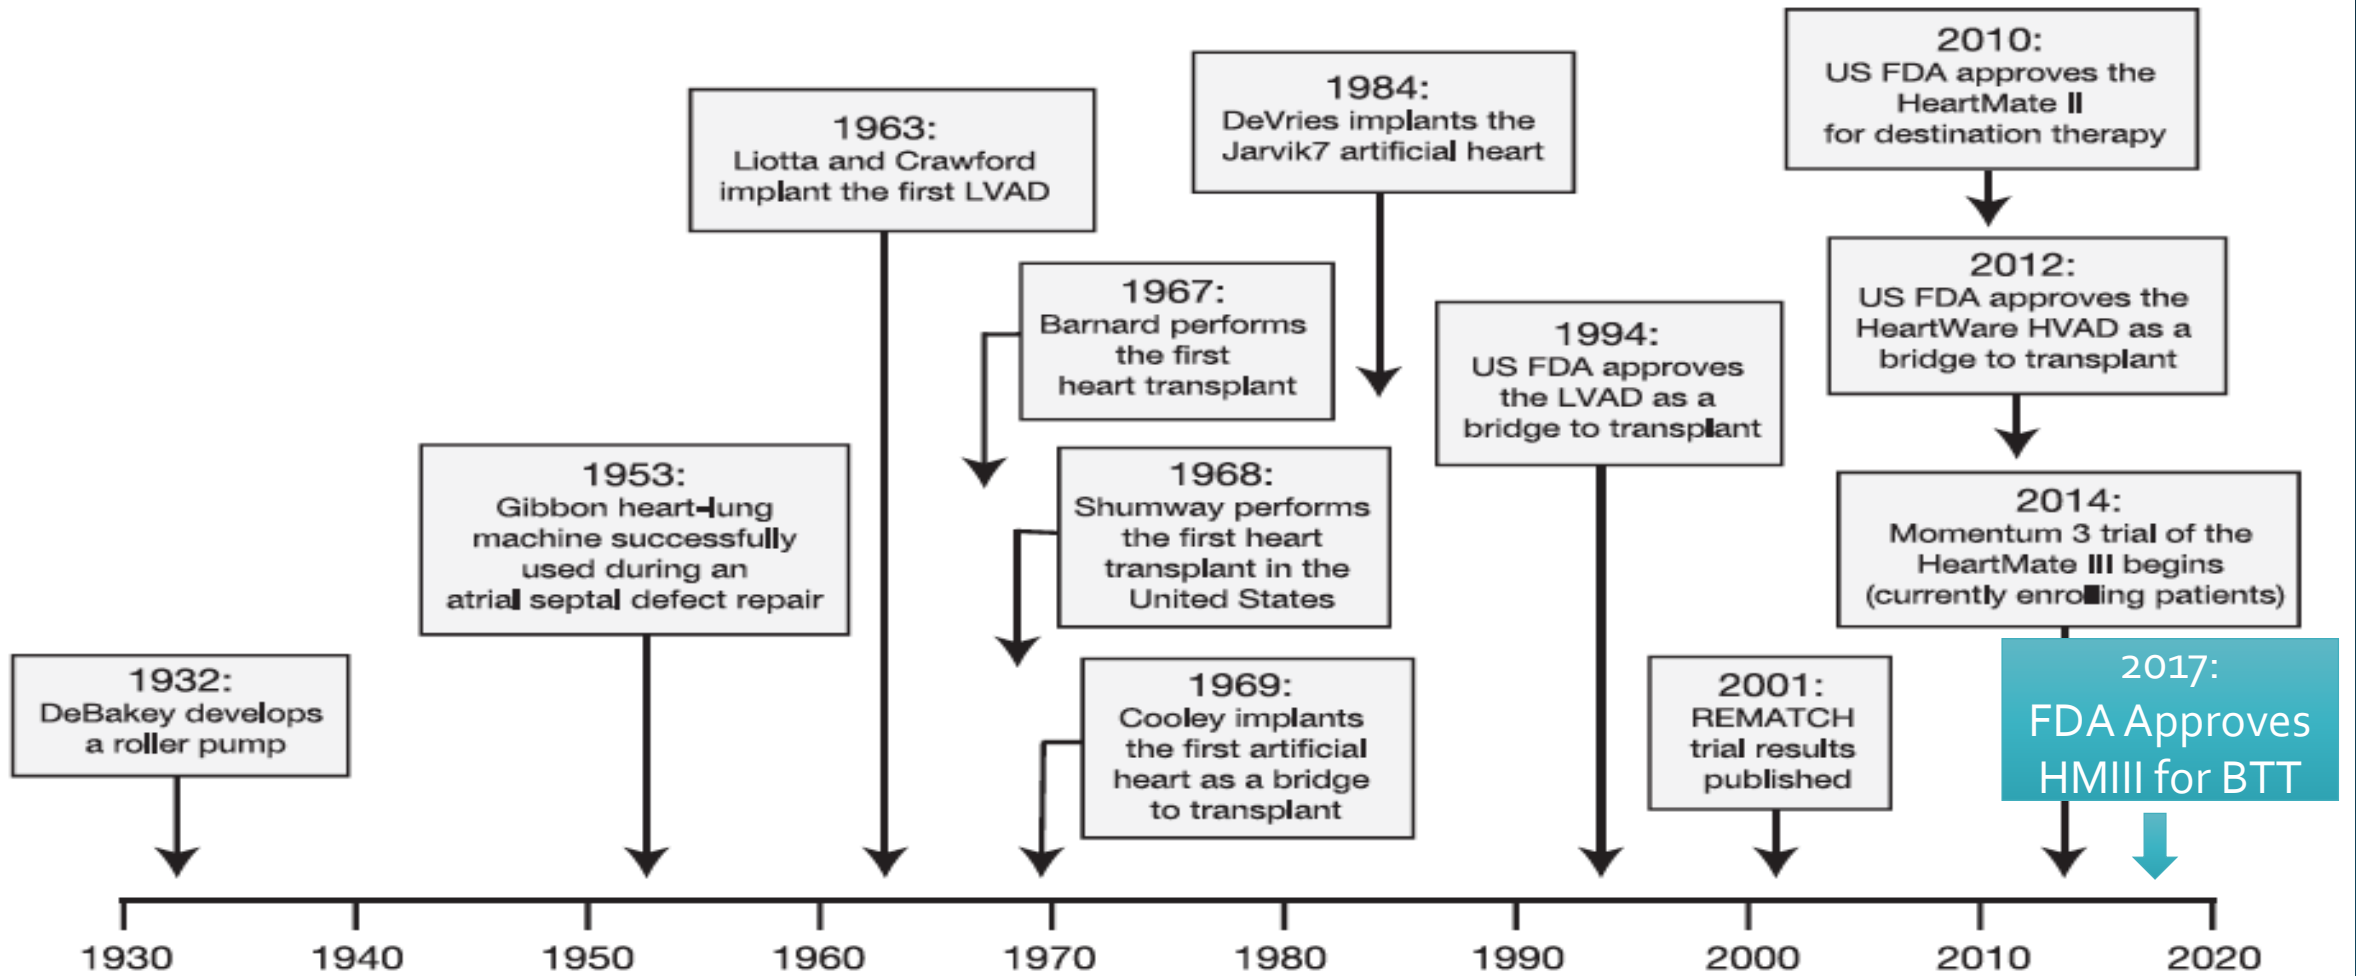 1932:
DeBakey develops
a roller pump
1953:
Gibbon heart-lung
machine successfully
used during an
atrial septal defect repair
1963:
Liotta and Crawford
implant the first LVAD
1967:
Barnard performs
the first
heart transplant
1968:
Shumway performs
the first heart
transplant in the
United States
1969:
Cooley implants
the first artificial
heart as a bridge
to transplant
1984:
DeVries implants the
Jarvik7 artificial heart
1994:
US FDA approves
the LVAD as a
bridge to transplant
2001:
REMATCH
trial results
published
2010:
US FDA approves the
HeartMate II
for destination therapy
2012:
US FDA approves the
HeartWare HVAD as a
bridge to transplant
2014:
Momentum 3 trial of the
HeartMate III begins
(currently enrolling patients)
2017:
FDA Approves
HMIII for BTT
1930 1940 1950 1960 1970 1980 1990 2000 2010 2020